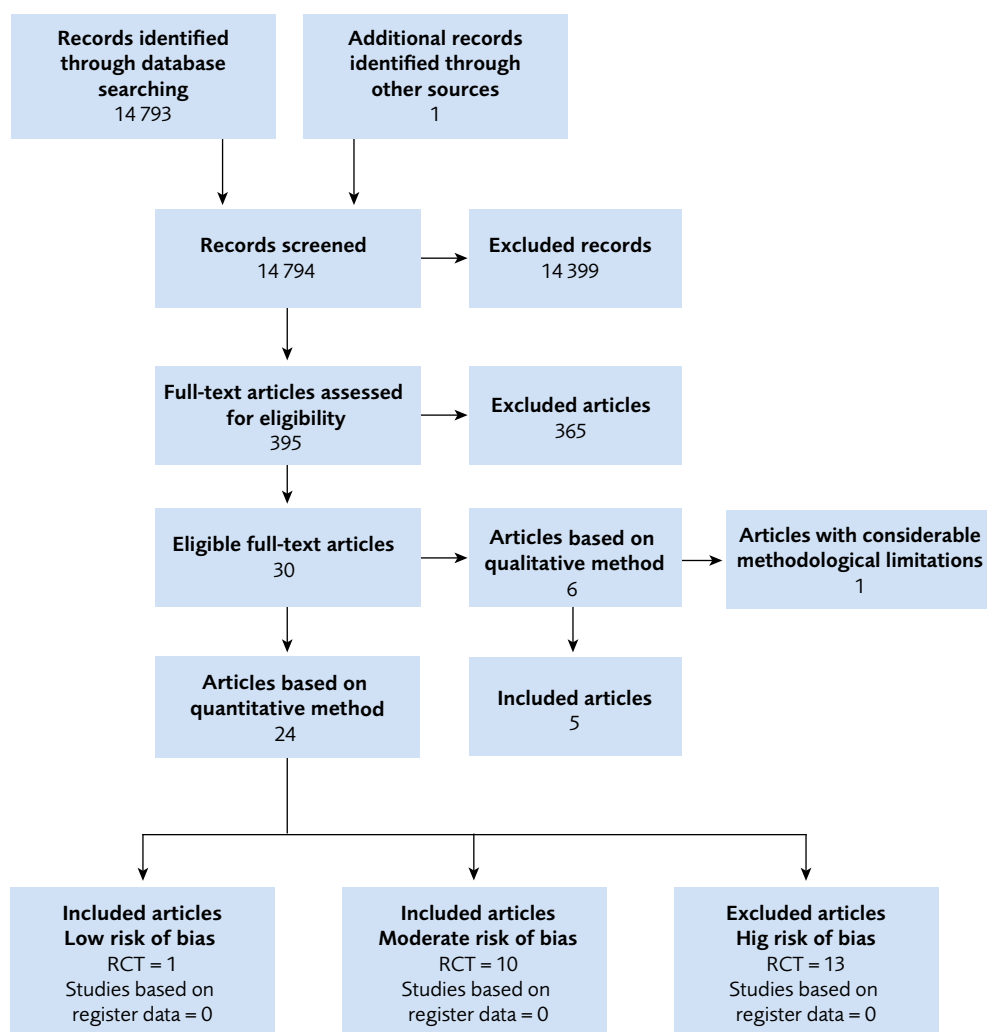 Records identified
through database
searching
14 793
Additional records
identified through
other sources
1
Records screened
14 794
Excluded records
14 399
Full-text articles assessed
for eligibility
395
Excluded articles
365
Eligible full-text articles
30
Articles based on
qualitative method
6
Articles with considerable
methodological limitations
1
Articles based on
quantitative method
24
Included articles
5
Included articles
Low risk of bias
RCT = 1
Studies based on
register data = 0
Included articles
Moderate risk of bias
RCT = 10
Studies based on
register data = 0
Excluded articles
Hig risk of bias
RCT = 13
Studies based on
register data = 0